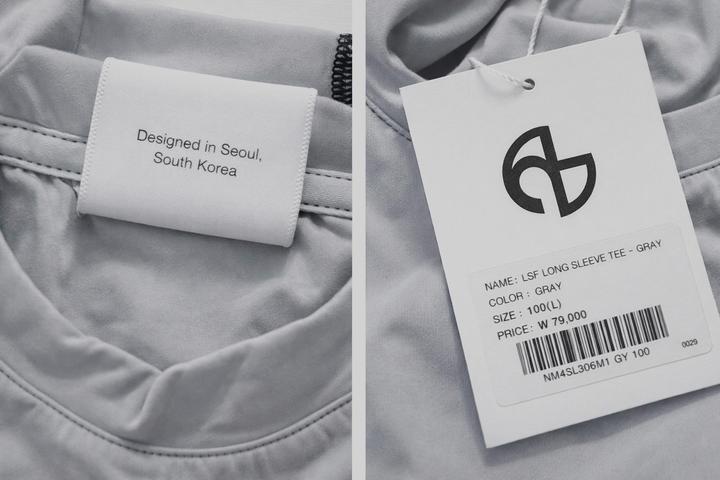 Designed in Seoul,
South Korea
NAME: LSF LONG SLEEVE TEE - GRAY
COLOR : GRAY
SIZE : 100(L)
PRICE: ₩ 79,000
NM4SL306M1 GY 100
0029